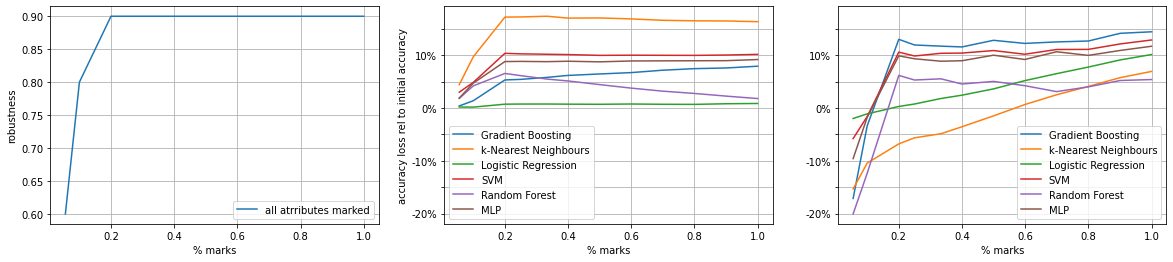 0.90
0.85
0.80
0.75
0.70
0.65
0.60
robustness
0.2
0.4
0.6
0.8
1.0
% marks
all atrributes marked
accuracy loss rel to initial accuracy
10%
0%
-10%
-20%
Gradient Boosting
k-Nearest Neighbours
Logistic Regression
SVM
Random Forest
MLP
0.2
0.4
0.6
0.8
1.0
% marks
10%
0%
-10%
-20%
Gradient Boosting
k-Nearest Neighbours
Logistic Regression
SVM
Random Forest
MLP
0.2
0.4
0.6
0.8
1.0
% marks